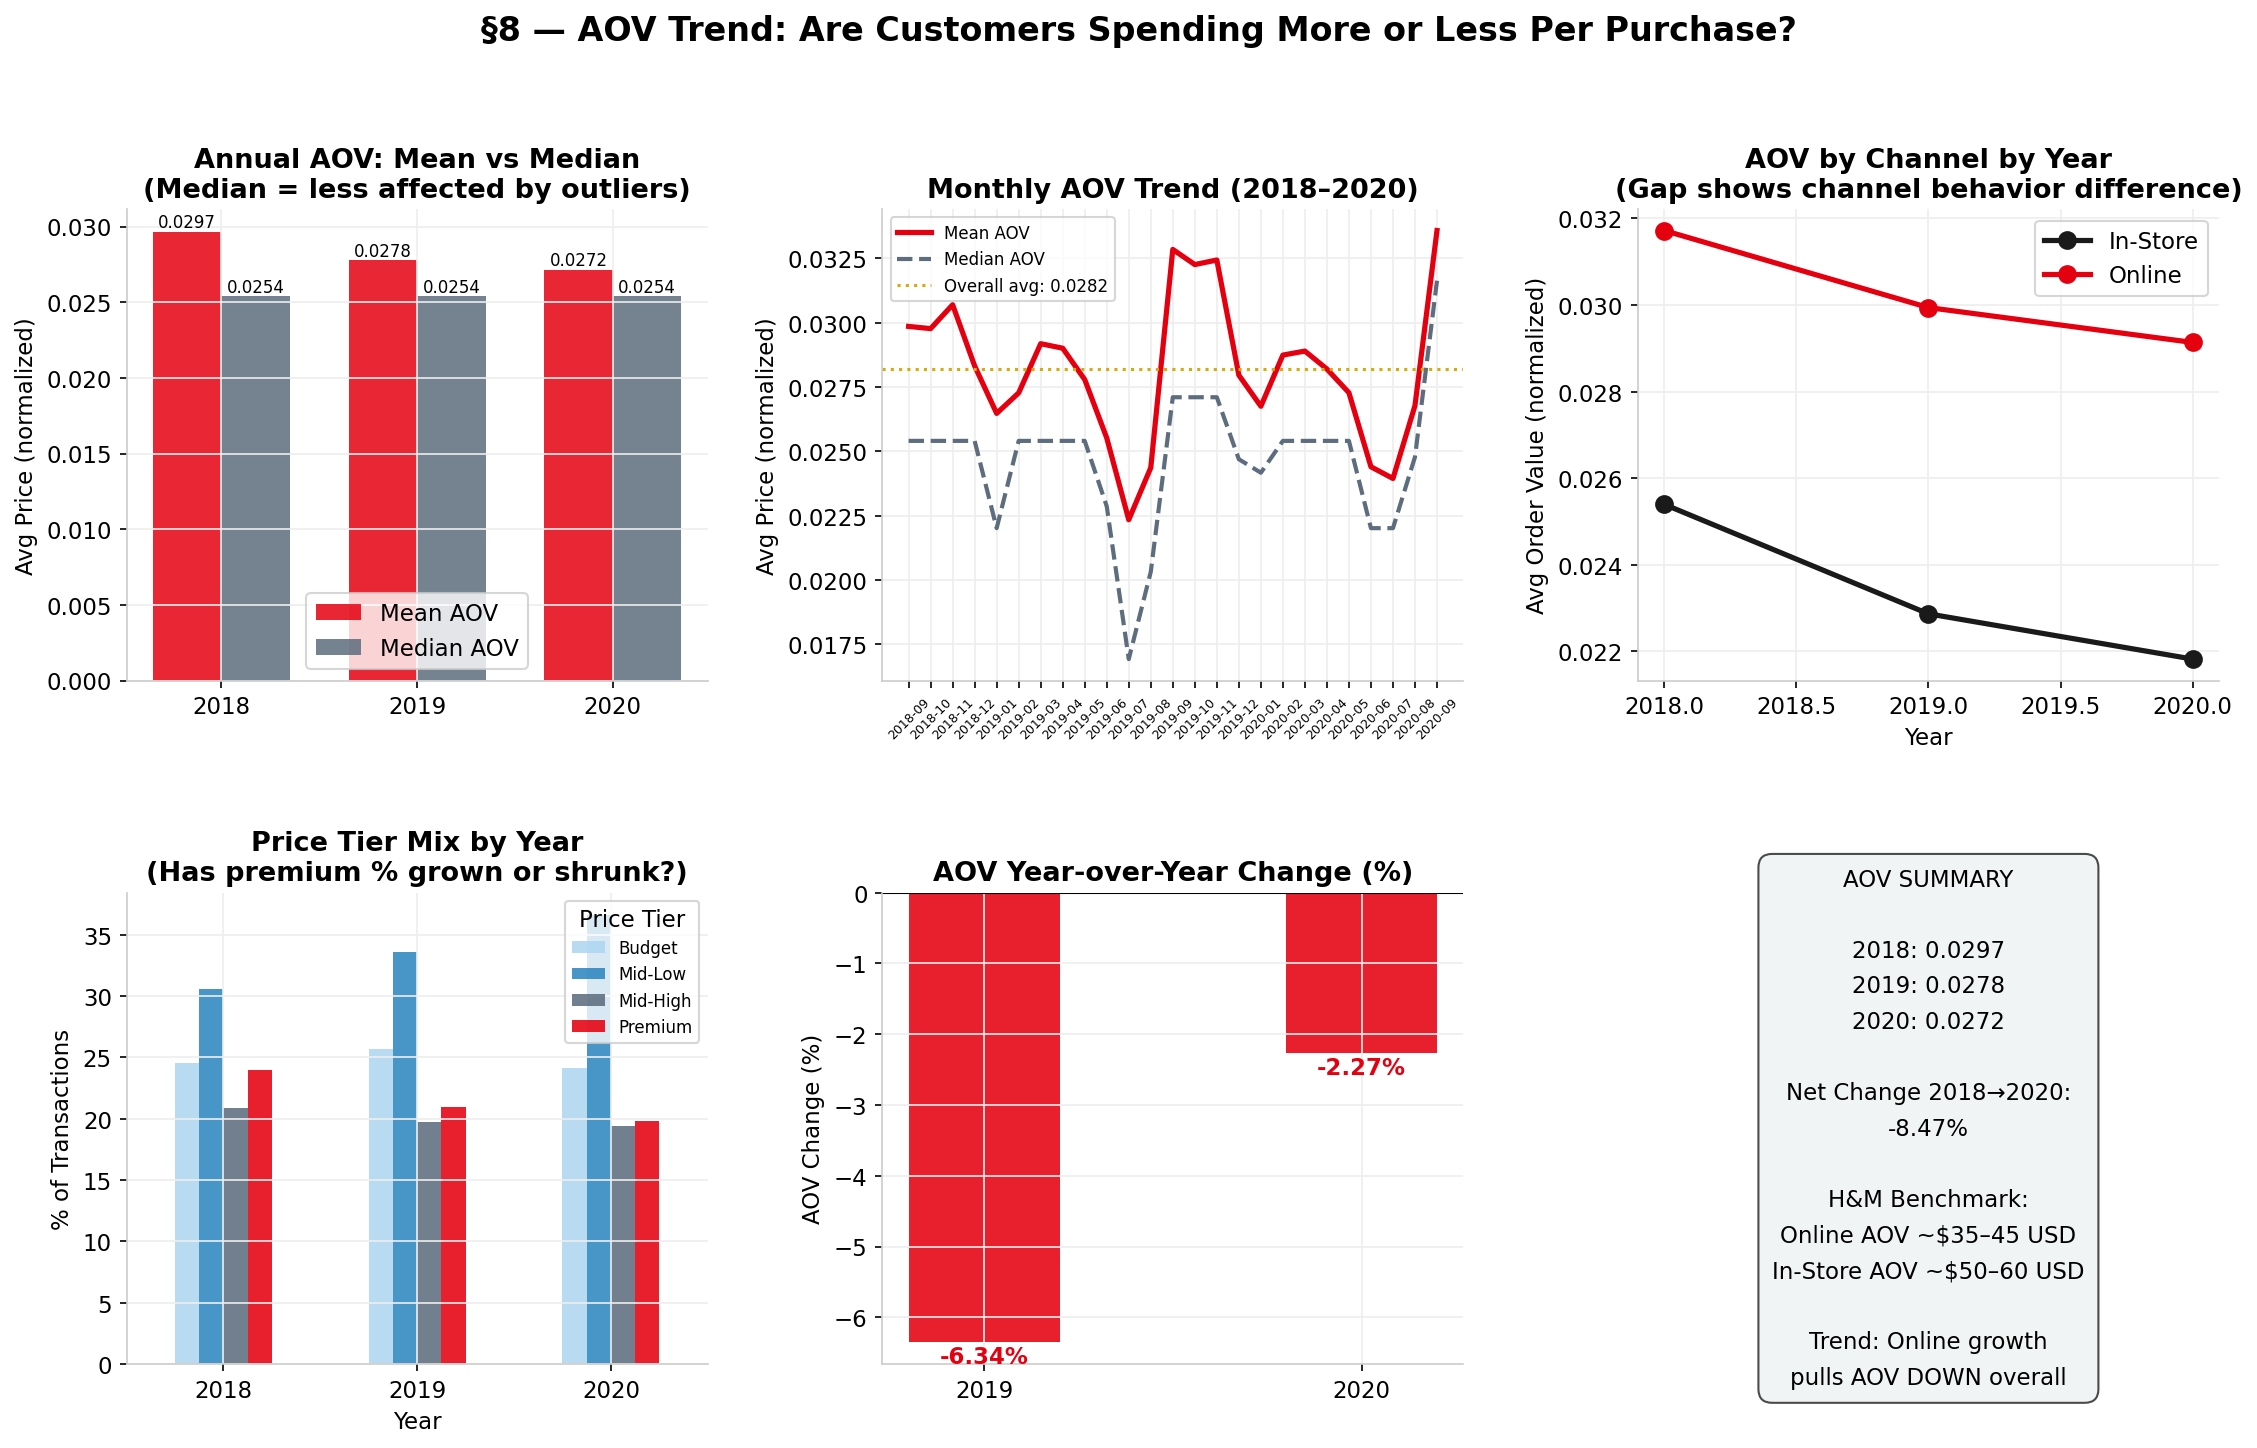 §8 — AOV Trend: Are Customers Spending More or Less Per Purchase?
Annual AOV: Mean vs Median
(Median = less affected by outliers)
Avg Price (normalized)
0.030
0.025
0.020
0.015
0.010
0.005
0.000
0.0297
0.0254
0.0278
0.0254
0.0272
0.0254
Mean AOV
Median AOV
2018
2019
2020
Monthly AOV Trend (2018–2020)
Avg Price (normalized)
0.0325
0.0300
0.0275
0.0250
0.0225
0.0200
0.0175
Mean AOV
Median AOV
Overall avg: 0.0282
2018-09
2018-10
2018-11
2018-12
2019-01
2019-02
2019-03
2019-04
2019-05
2019-06
2019-07
2019-08
2019-09
2019-10
2019-11
2019-12
2020-01
2020-02
2020-03
2020-04
2020-05
2020-06
2020-07
2020-08
2020-09
AOV by Channel by Year
(Gap shows channel behavior difference)
Avg Order Value (normalized)
0.032
0.030
0.028
0.026
0.024
0.022
In-Store
Online
2018.0
2018.5
2019.0
2019.5
2020.0
Year
Price Tier Mix by Year
(Has premium % grown or shrunk?)
% of Transactions
35
30
25
20
15
10
5
0
Price Tier
Budget
Mid-Low
Mid-High
Premium
2018
2019
2020
Year
AOV Year-over-Year Change (%)
AOV Change (%)
0
−1
−2
−3
−4
−5
−6
-6.34%
-2.27%
2019
2020
AOV SUMMARY
2018: 0.0297
2019: 0.0278
2020: 0.0272
Net Change 2018→2020:
-8.47%
H&M Benchmark:
Online AOV ~$35–45 USD
In-Store AOV ~$50–60 USD
Trend: Online growth
pulls AOV DOWN overall